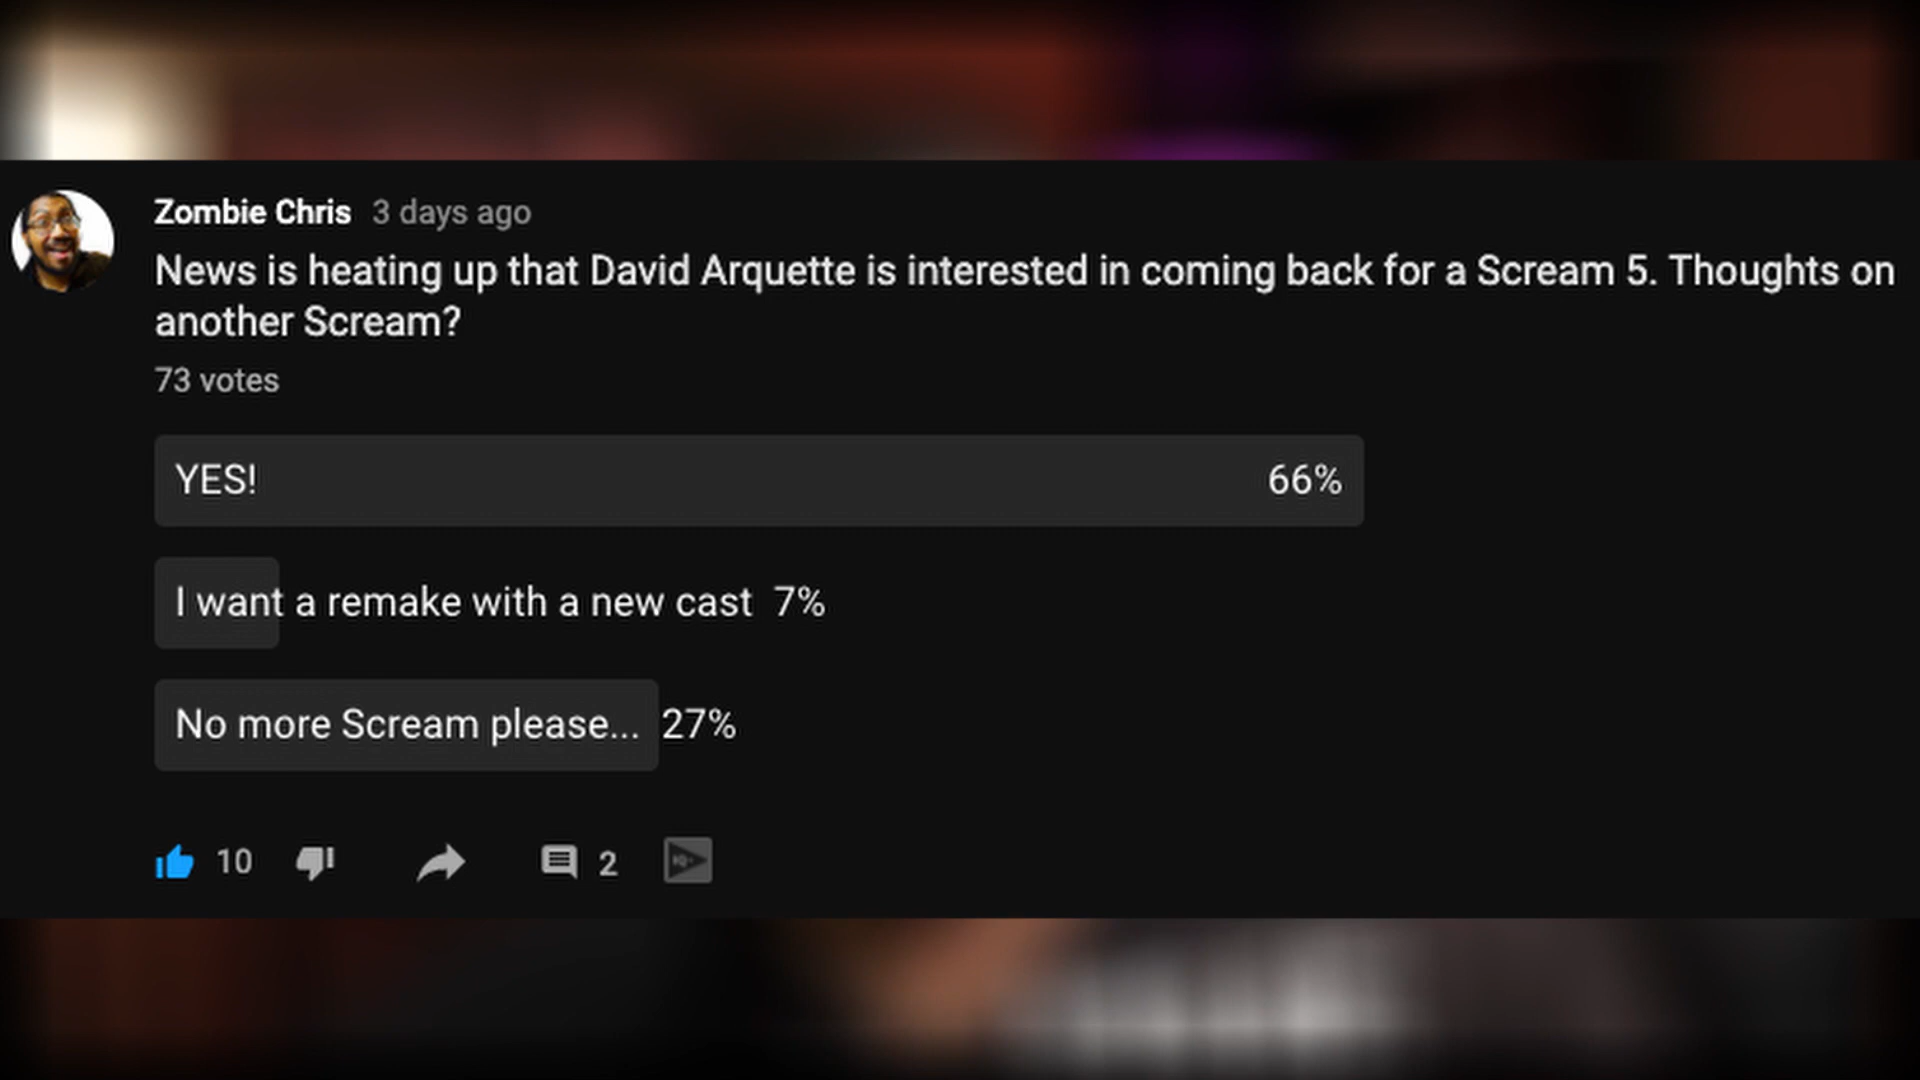 Zombie Chris 3 days ago
News is heating up that David Arquette is interested in coming back for a Scream 5. Thoughts on
another Scream?
73 votes
YES! 66%
I want a remake with a new cast 7%
No more Scream please... 27%
10 2